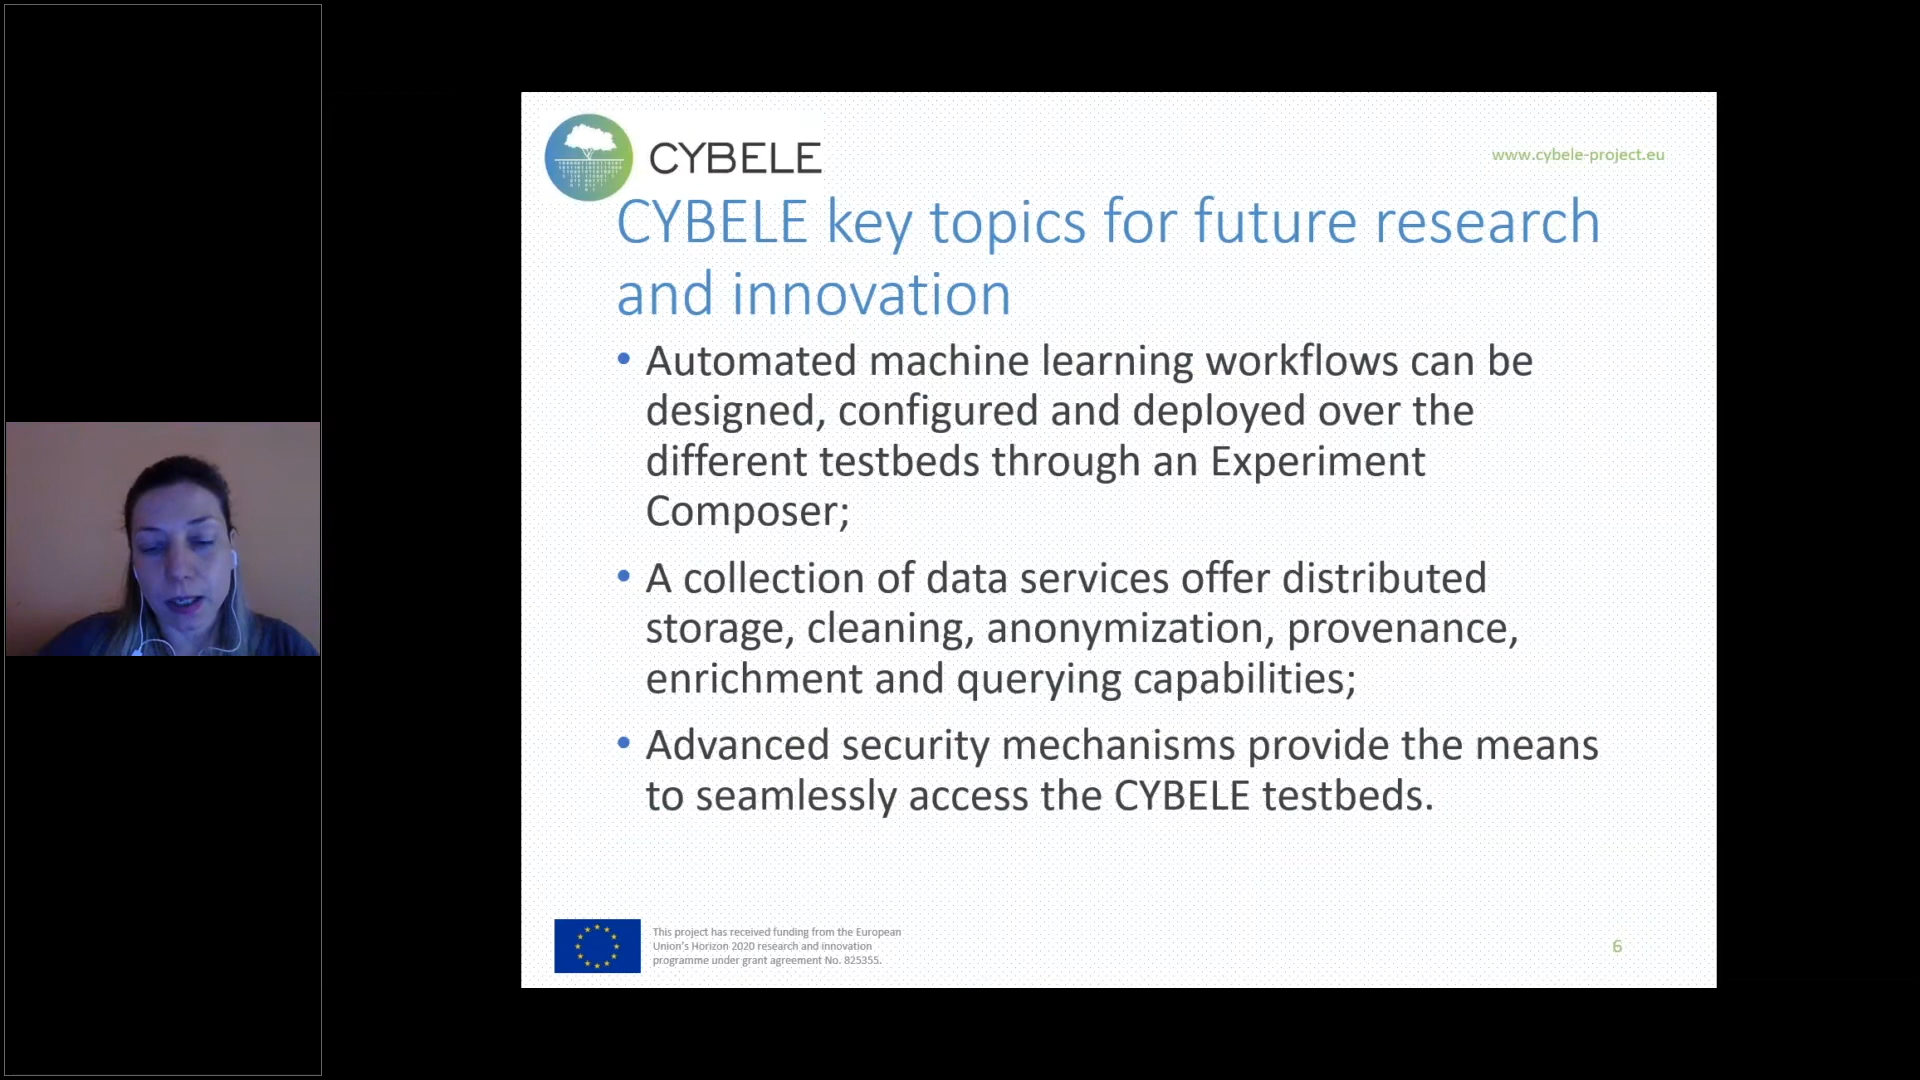 CYBELE
www.cybele-project.eu
CYBELE key topics for future research
and innovation
• Automated machine learning workflows can be
designed, configured and deployed over the
different testbeds through an Experiment
Composer;
• A collection of data services offer distributed
storage, cleaning, anonymization, provenance,
enrichment and querying capabilities;
• Advanced security mechanisms provide the means
to seamlessly access the CYBELE testbeds.
This project has received funding from the European
Union's Horizon 2020 research and innovation
programme under grant agreement No. 825355.
6